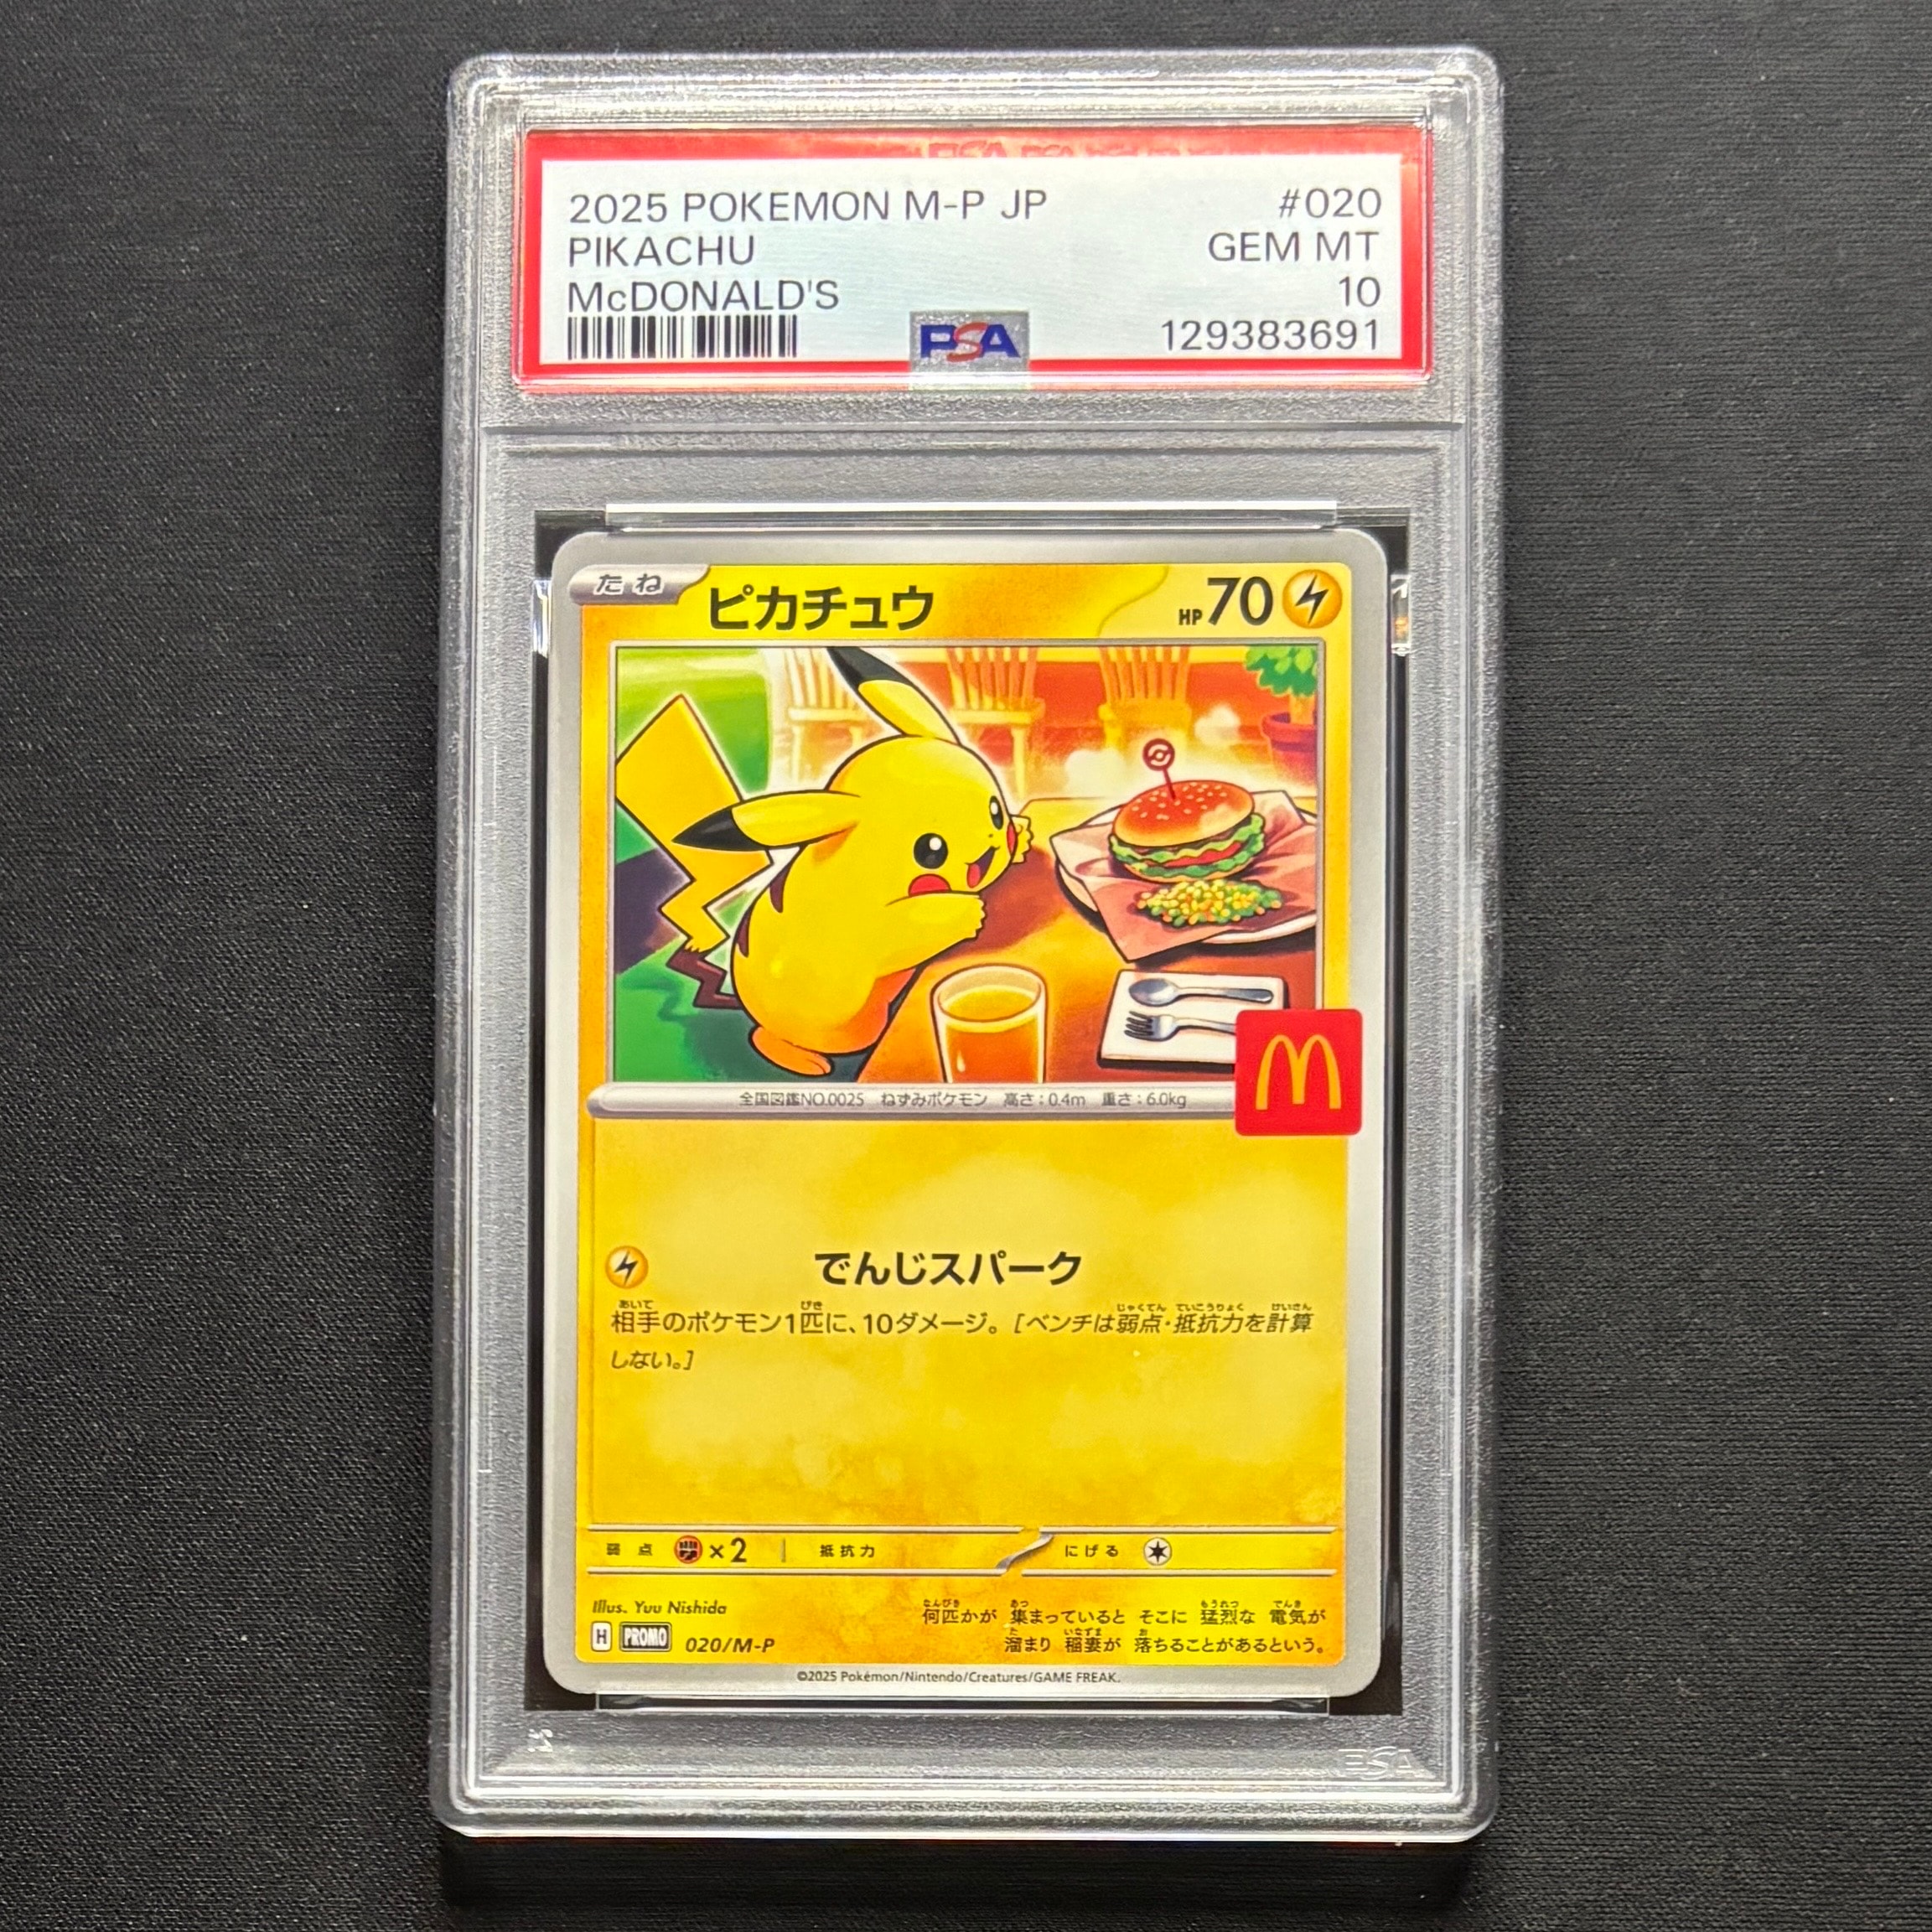 2025 POKEMON M-P JP #020
PIKACHU GEM MT
McDONALD'S 10
PSA 129383691
たね ピカチュウ HP70
全国図鑑NO.0025 ねずみポケモン 高さ:0.4m 重さ:6.0kg
でんじスパーク
相手のポケモン1匹に、10ダメージ。[ベンチは弱点・抵抗力を計算
しない。]
弱点 ×2 抵抗力 にげる
Illus. Yuu Nishida
何匹かが 集まっていると そこに 猛烈な 電気が
溜まり 稲妻が 落ちることがあるという。
H PROMO 020/M-P
©2025 Pokémon/Nintendo/Creatures/GAME FREAK.
PSA